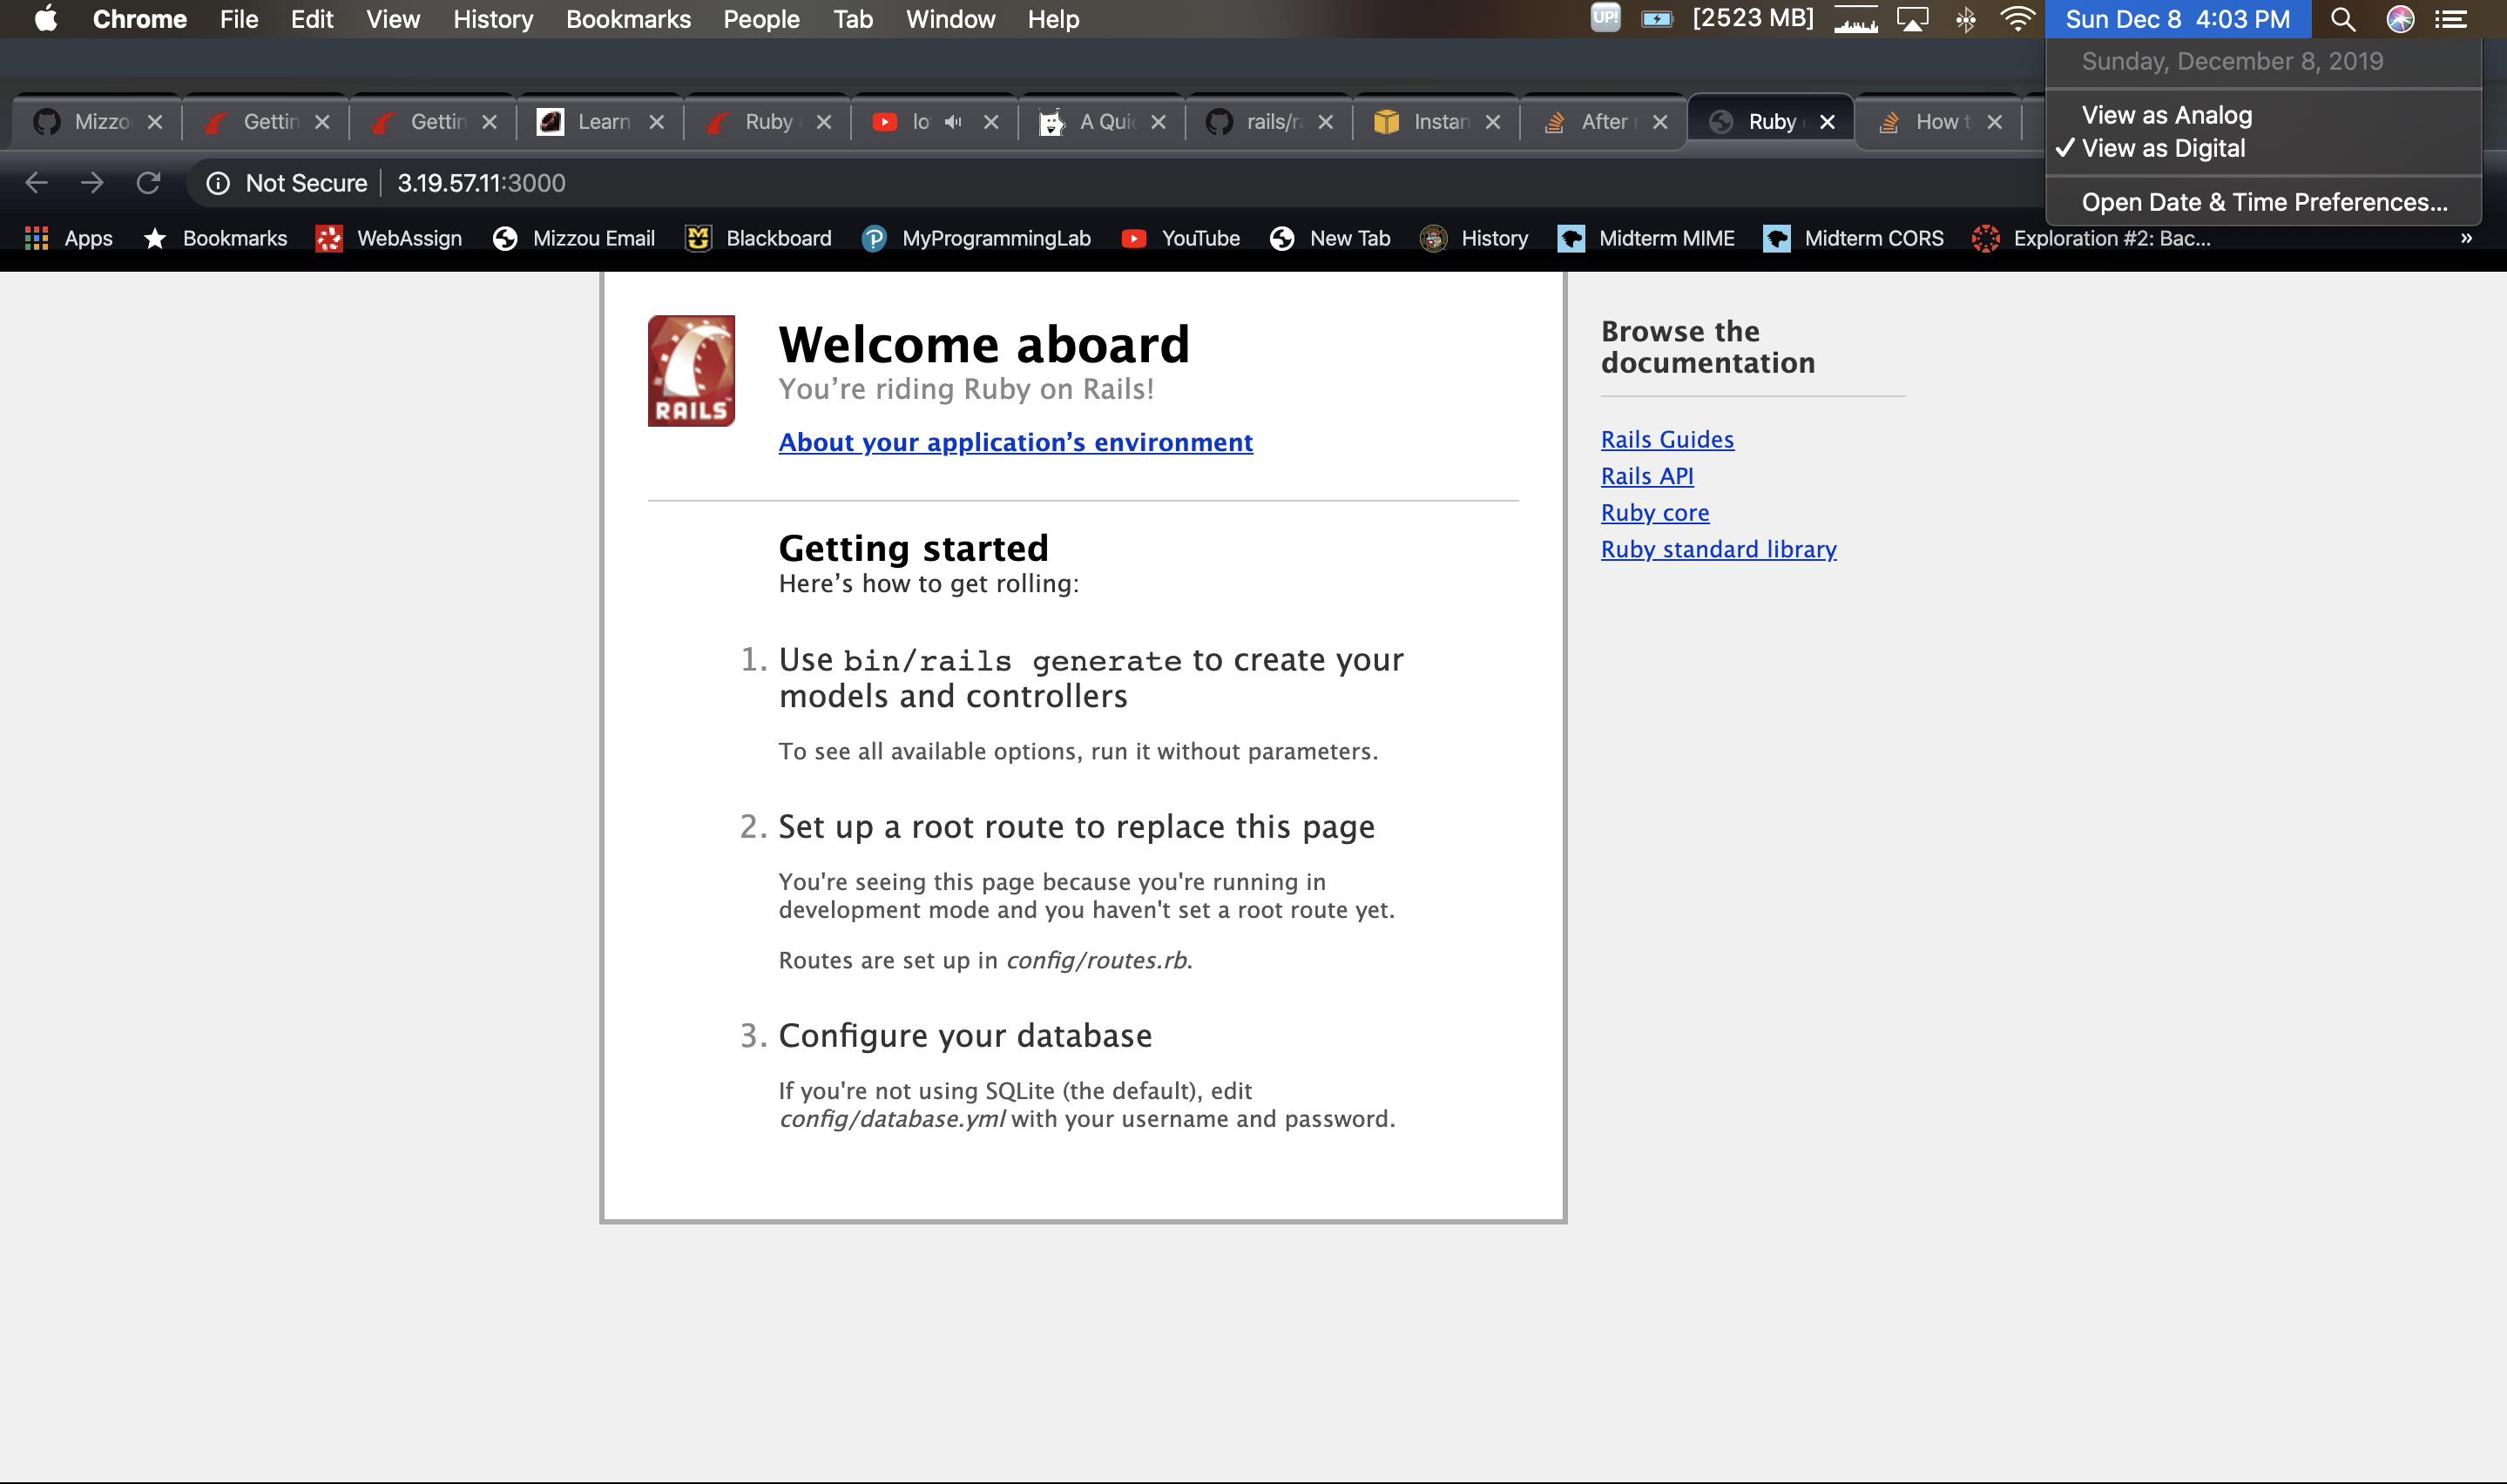 Chrome File Edit View History Bookmarks People Tab Window Help UP! [2523 MB] Sun Dec 8 4:03 PM
Sunday, December 8, 2019
View as Analog
✓ View as Digital
Open Date & Time Preferences...
Mizzo Gettin Gettin Learn Ruby lo A Qui rails/r Instan After Ruby How t
Not Secure | 3.19.57.11:3000
Apps Bookmarks WebAssign Mizzou Email Blackboard MyProgrammingLab YouTube New Tab History Midterm MIME Midterm CORS Exploration #2: Bac... »
RAILS
Welcome aboard
You’re riding Ruby on Rails!
About your application’s environment
Getting started
Here’s how to get rolling:
1. Use bin/rails generate to create your
models and controllers
To see all available options, run it without parameters.
2. Set up a root route to replace this page
You're seeing this page because you're running in
development mode and you haven't set a root route yet.
Routes are set up in config/routes.rb.
3. Configure your database
If you're not using SQLite (the default), edit
config/database.yml with your username and password.
Browse the
documentation
Rails Guides
Rails API
Ruby core
Ruby standard library